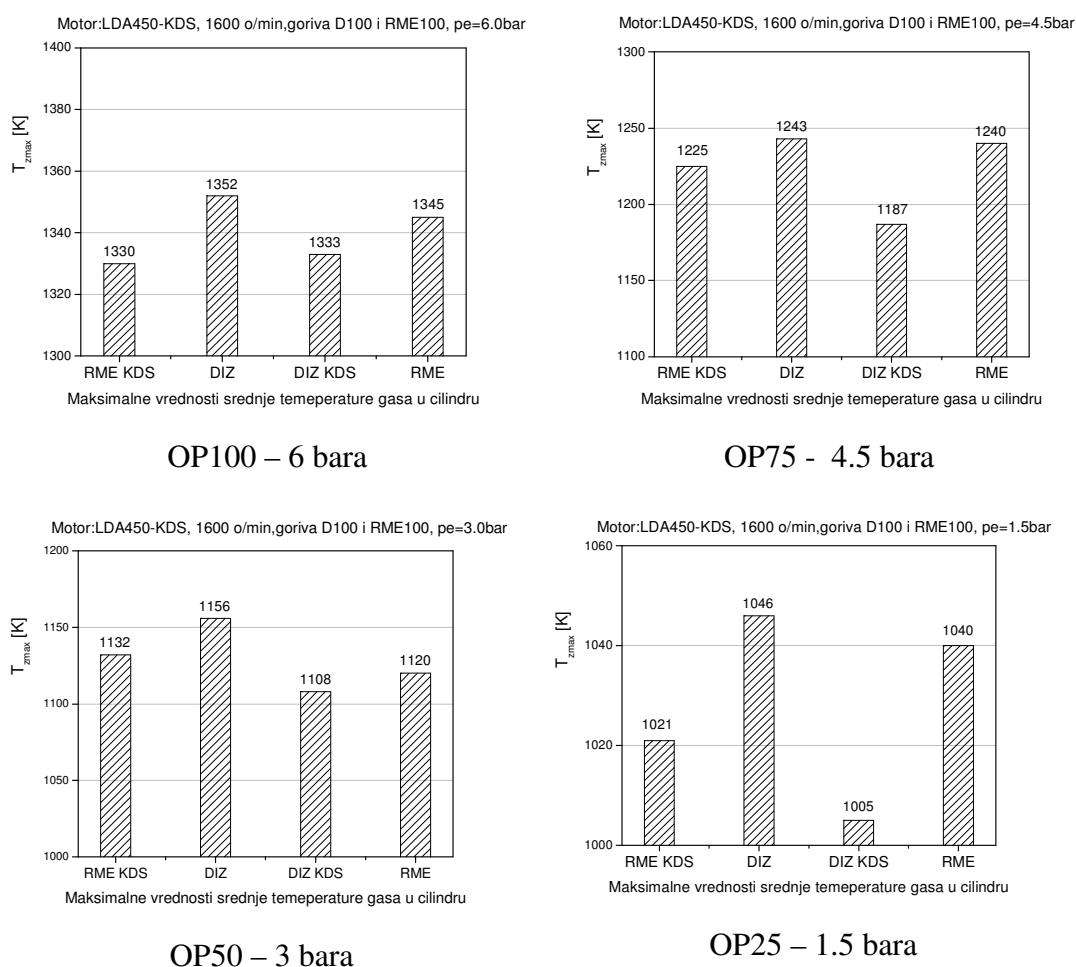 Motor:LDA450-KDS, 1600 o/min,goriva D100 i RME100, pe=6.0bar
1400
1380
1360
1340
1320
1300
T zmax [K]
1330
1352
1333
1345
RME KDS DIZ DIZ KDS RME
Maksimalne vrednosti srednje temeperature gasa u cilindru
OP100 – 6 bara
Motor:LDA450-KDS, 1600 o/min,goriva D100 i RME100, pe=4.5bar
1300
1250
1200
1150
1100
T zmax [K]
1225
1243
1187
1240
RME KDS DIZ DIZ KDS RME
Maksimalne vrednosti srednje temeperature gasa u cilindru
OP75 - 4.5 bara
Motor:LDA450-KDS, 1600 o/min,goriva D100 i RME100, pe=3.0bar
1200
1150
1100
1050
1000
T zmax [K]
1132
1156
1108
1120
RME KDS DIZ DIZ KDS RME
Maksimalne vrednosti srednje temeperature gasa u cilindru
OP50 – 3 bara
Motor:LDA450-KDS, 1600 o/min,goriva D100 i RME100, pe=1.5bar
1060
1040
1020
1000
T zmax [K]
1021
1046
1005
1040
RME KDS DIZ DIZ KDS RME
Maksimalne vrednosti srednje temeperature gasa u cilindru
OP25 – 1.5 bara